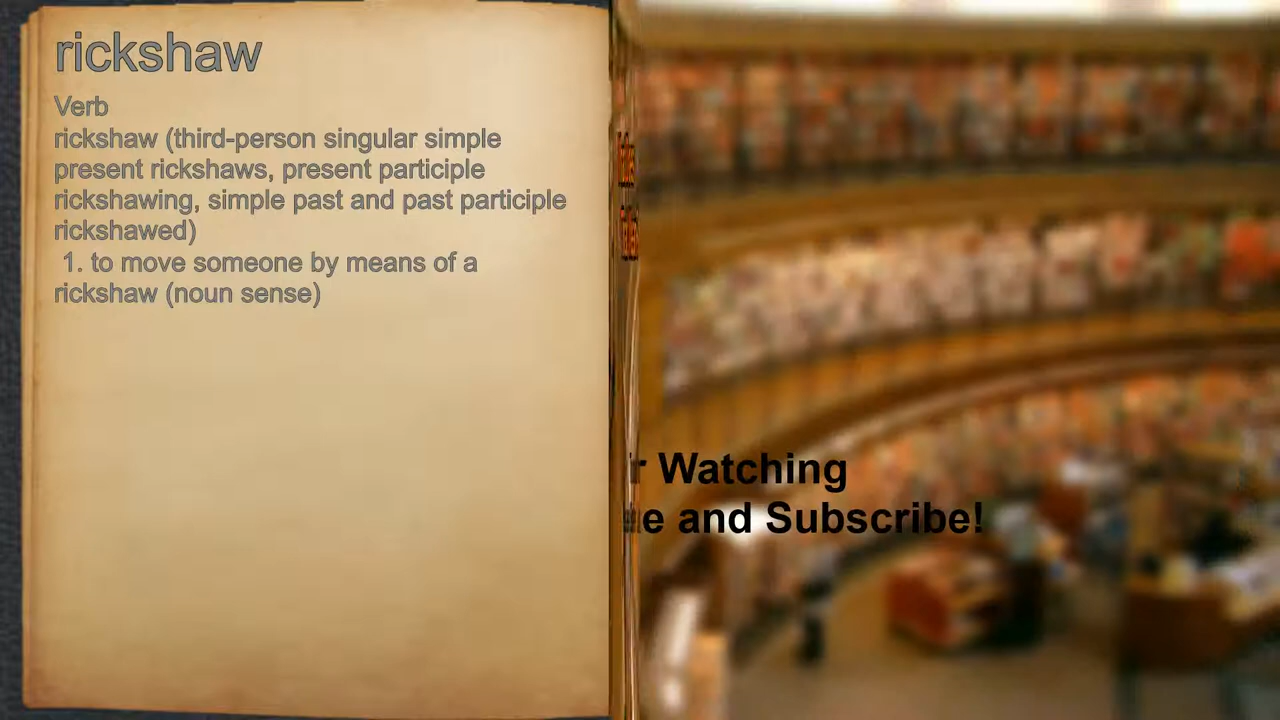 rickshaw
Verb
rickshaw (third-person singular simple
present rickshaws, present participle
rickshawing, simple past and past participle
rickshawed)
1. to move someone by means of a
rickshaw (noun sense)
Watching
and Subscribe!